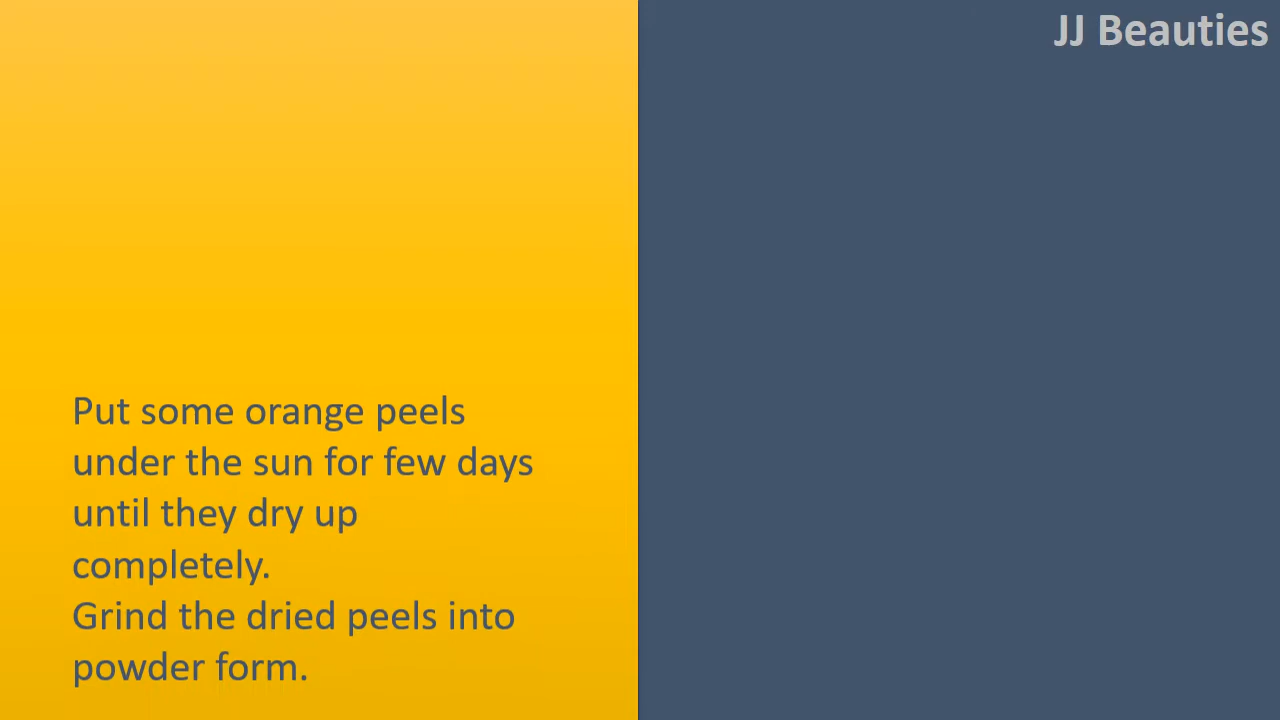 JJ Beauties
Put some orange peels
under the sun for few days
until they dry up
completely.
Grind the dried peels into
powder form.